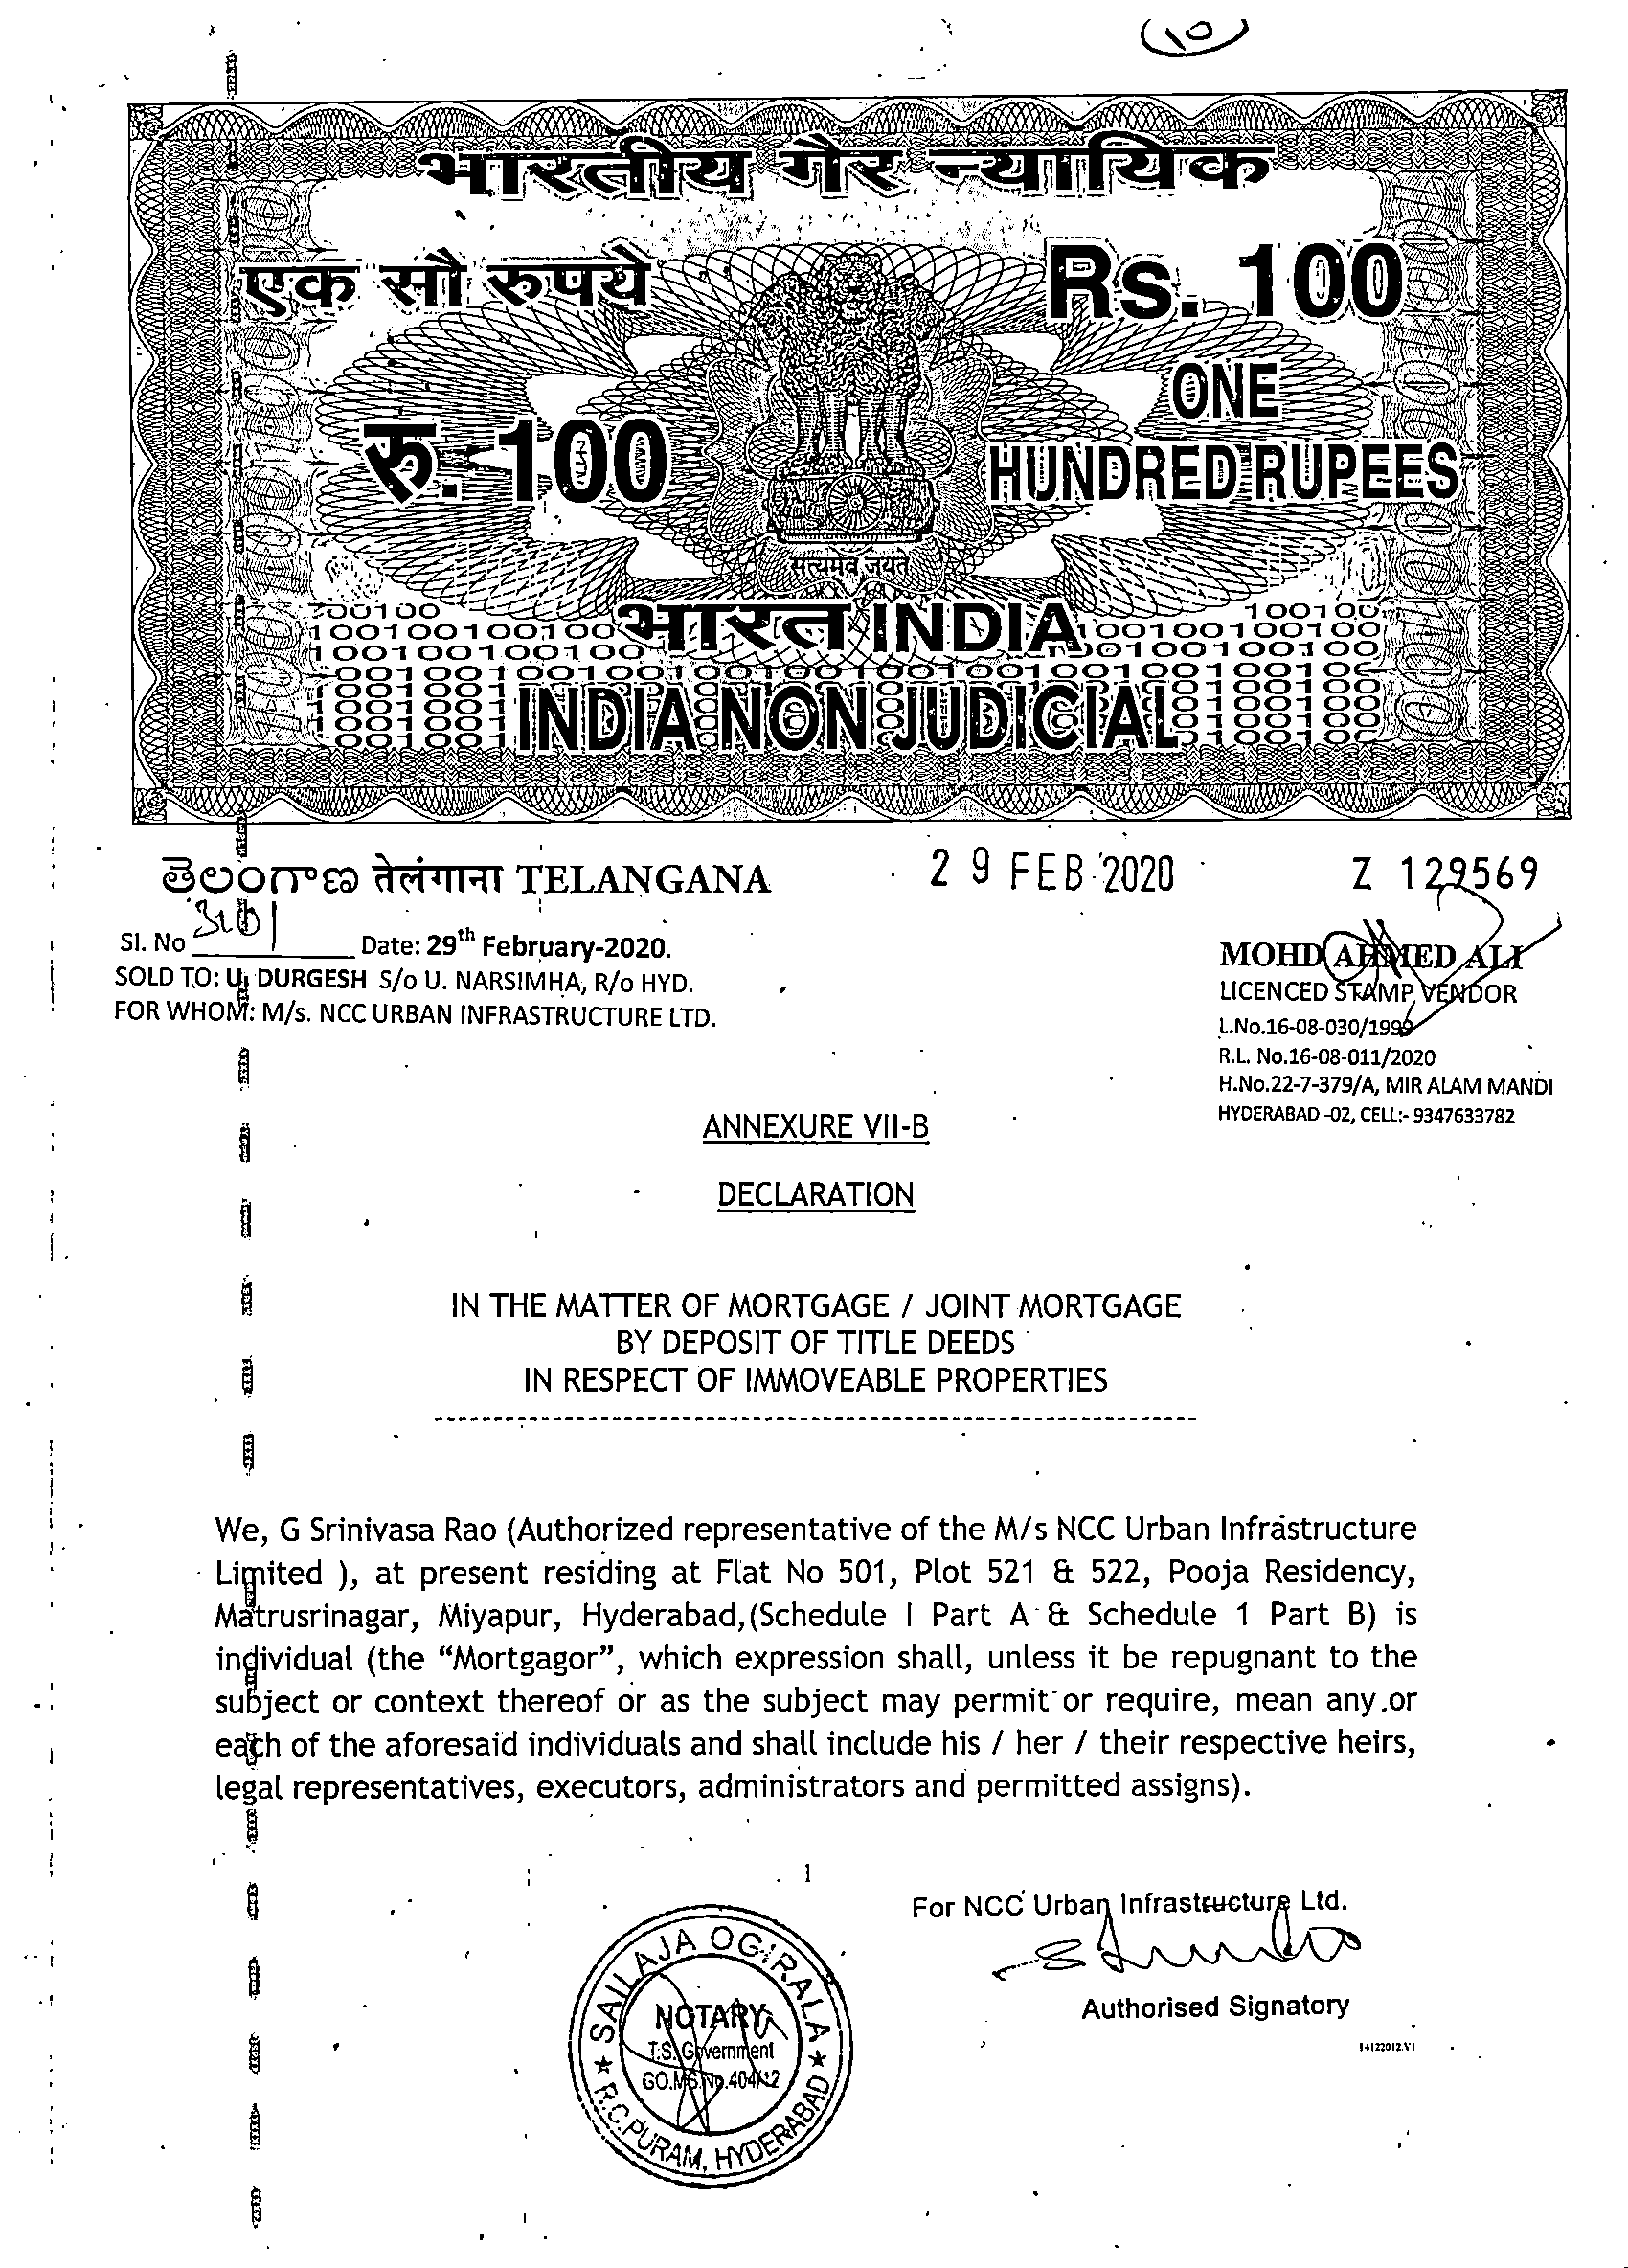 10
भारतीय गैर न्यायिक
एक सौ रुपये Rs. 100
रु. 100 ONE
HUNDRED RUPEES
सत्यमेव जयते
भारत INDIA
INDIA NON JUDICIAL
తెలంగాణ तेलंगाना TELANGANA 29 FEB 2020 Z 129569
Sl. No Date: 29th February-2020.
SOLD TO: U. DURGESH S/o U. NARSIMHA, R/o HYD.
FOR WHOM: M/s. NCC URBAN INFRASTRUCTURE LTD.
MOHD AHMED ALI
LICENCED STAMP VENDOR
L.No.16-08-030/1999
R.L. No.16-08-011/2020
H.No.22-7-379/A, MIR ALAM MANDI
HYDERABAD -02, CELL:- 9347633782
ANNEXURE VII-B
DECLARATION
IN THE MATTER OF MORTGAGE / JOINT MORTGAGE
BY DEPOSIT OF TITLE DEEDS
IN RESPECT OF IMMOVEABLE PROPERTIES
We, G Srinivasa Rao (Authorized representative of the M/s NCC Urban Infrastructure
Limited ), at present residing at Flat No 501, Plot 521 & 522, Pooja Residency,
Matrusrinagar, Miyapur, Hyderabad,(Schedule I Part A & Schedule 1 Part B) is
individual (the “Mortgagor”, which expression shall, unless it be repugnant to the
subject or context thereof or as the subject may permit or require, mean any or
each of the aforesaid individuals and shall include his / her / their respective heirs,
legal representatives, executors, administrators and permitted assigns).
1
For NCC Urban Infrastructure Ltd.
Authorised Signatory
14122012.V1
SAILAJA OGIRALA
NOTARY
T.S. Government
GO.MS.No.404/12
R.C.PURAM, HYDERABAD